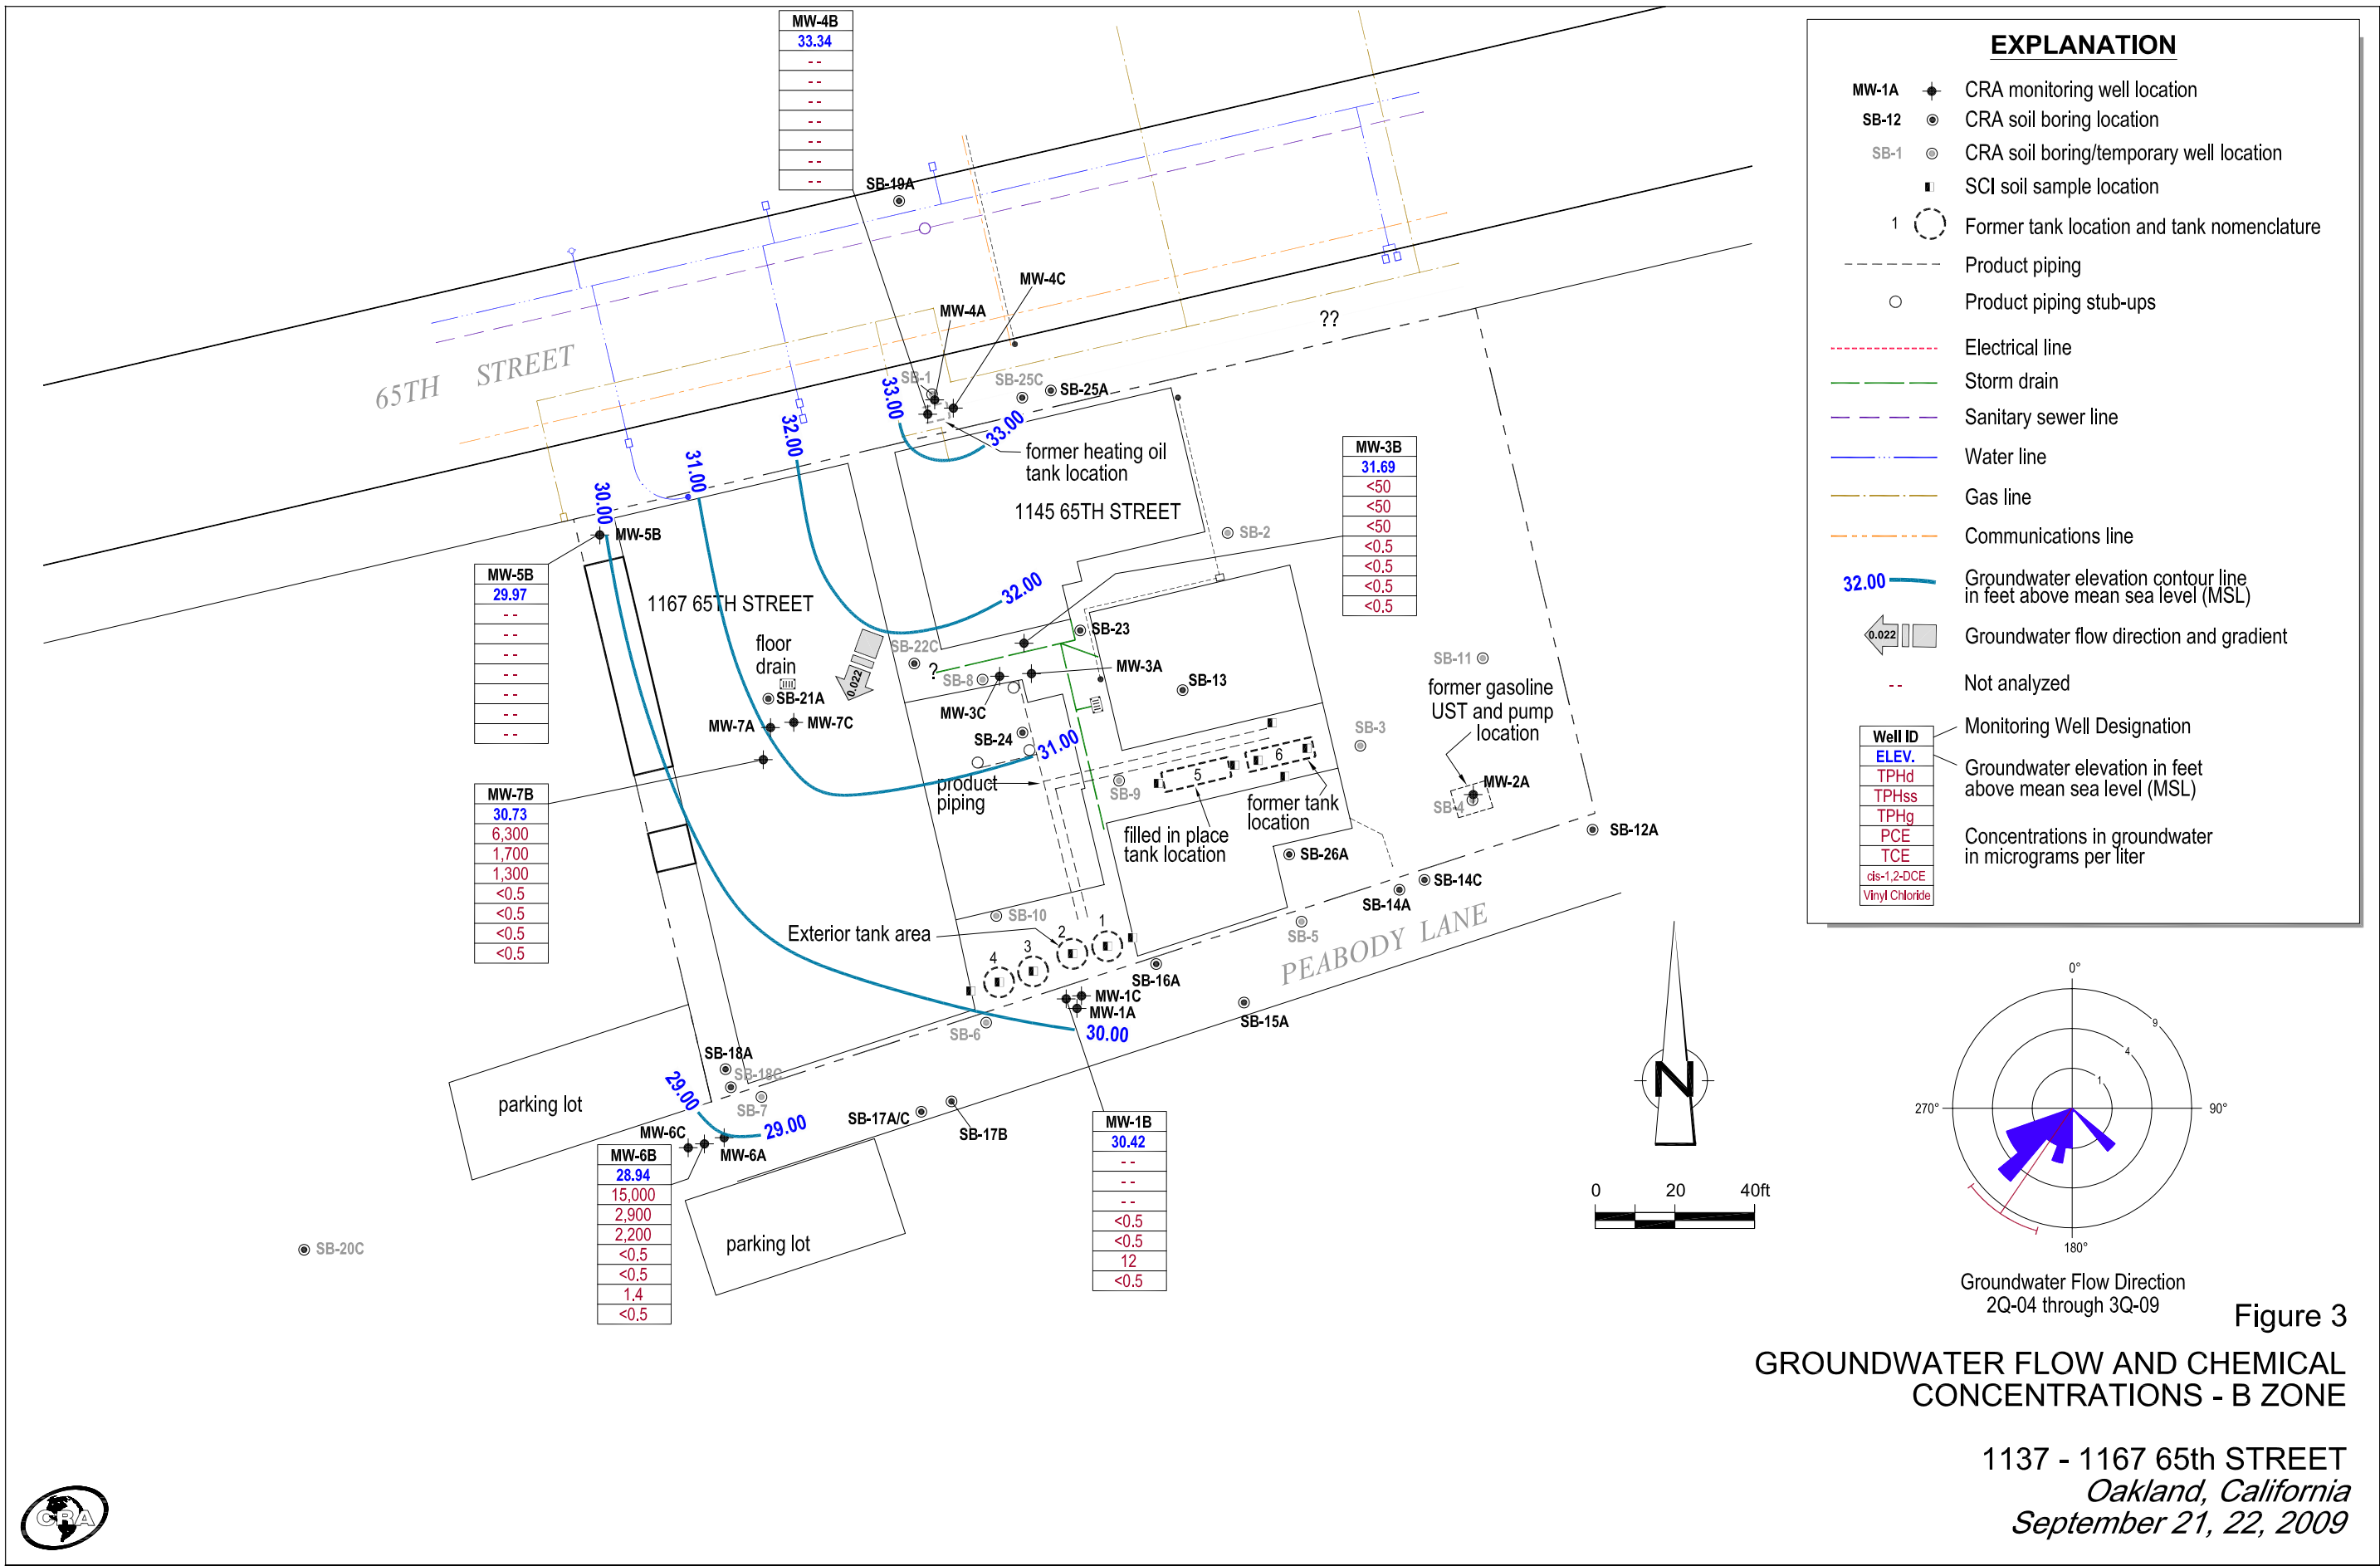 MW-4B
33.34
- -
- -
- -
- -
- -
- -
- -
SB-19A
MW-4C
MW-4A
65TH STREET
??
SB-1
SB-25C
SB-25A
33.00
33.00
32.00
31.00
30.00
former heating oil
tank location
1145 65TH STREET
MW-3B
31.69
<50
<50
<50
<0.5
<0.5
<0.5
<0.5
SB-2
MW-5B
MW-5B
29.97
- -
- -
- -
- -
- -
- -
- -
1167 65TH STREET
32.00
floor
drain
SB-22C
?
SB-23
0.022
SB-8
MW-3A
SB-13
SB-11
SB-21A
MW-7A
MW-7C
MW-3C
SB-24
31.00
former gasoline
UST and pump
location
SB-3
MW-2A
SB-4
MW-7B
30.73
6,300
1,700
1,300
<0.5
<0.5
<0.5
<0.5
product
piping
SB-9
5
6
former tank
location
filled in place
tank location
SB-12A
SB-26A
SB-14C
SB-14A
SB-5
PEABODY LANE
SB-10
Exterior tank area
1
2
3
4
SB-16A
MW-1C
MW-1A
30.00
SB-6
SB-15A
SB-18A
SB-18C
SB-7
29.00
29.00
parking lot
MW-6C
MW-6A
SB-17A/C
SB-17B
MW-6B
28.94
15,000
2,900
2,200
<0.5
<0.5
1.4
<0.5
parking lot
MW-1B
30.42
- -
- -
- -
<0.5
<0.5
12
<0.5
SB-20C
CRA
EXPLANATION
MW-1A CRA monitoring well location
SB-12 CRA soil boring location
SB-1 CRA soil boring/temporary well location
SCI soil sample location
1 Former tank location and tank nomenclature
Product piping
Product piping stub-ups
Electrical line
Storm drain
Sanitary sewer line
Water line
Gas line
Communications line
32.00 Groundwater elevation contour line
in feet above mean sea level (MSL)
0.022 Groundwater flow direction and gradient
- - Not analyzed
Monitoring Well Designation
Well ID
ELEV.
TPHd
TPHss
TPHg
PCE
TCE
cis-1,2-DCE
Vinyl Chloride
Groundwater elevation in feet
above mean sea level (MSL)
Concentrations in groundwater
in micrograms per liter
N
0 20 40ft
0°
9
4
1
270°
90°
180°
Groundwater Flow Direction
2Q-04 through 3Q-09
Figure 3
GROUNDWATER FLOW AND CHEMICAL
CONCENTRATIONS - B ZONE
1137 - 1167 65th STREET
Oakland, California
September 21, 22, 2009